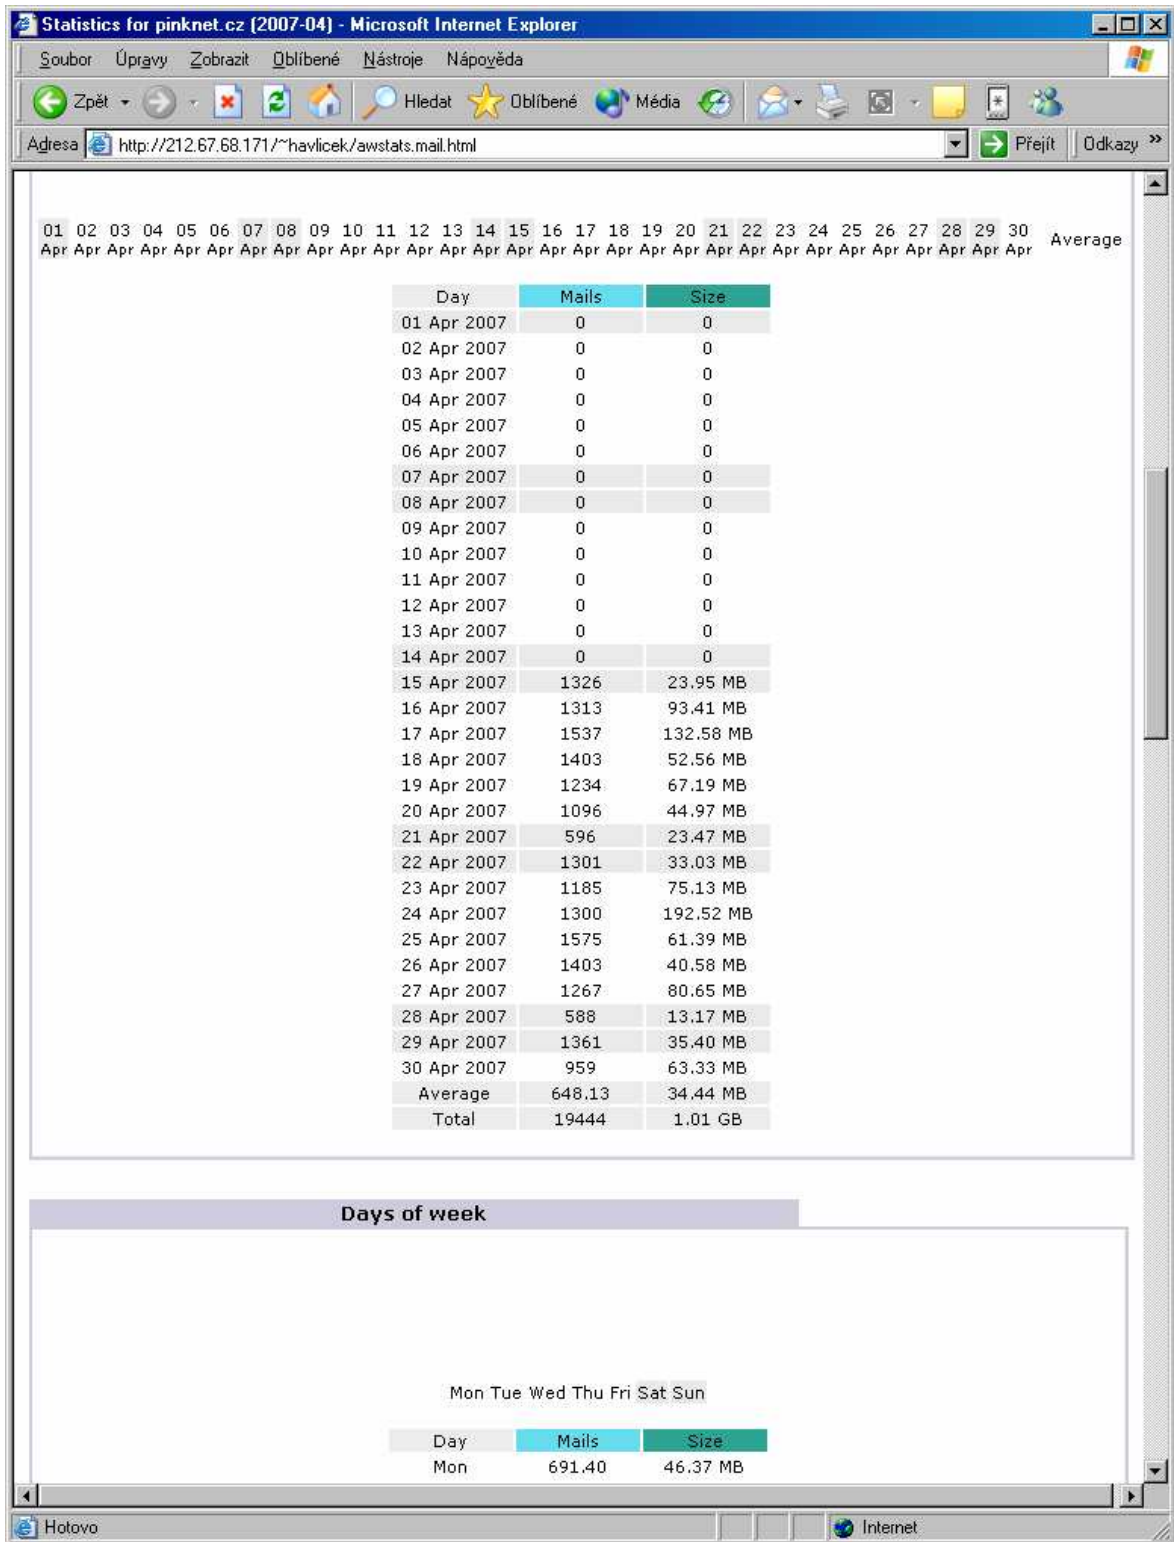 Statistics for pinknet.cz (2007-04) - Microsoft Internet Explorer
Soubor Úpravy Zobrazit Oblíbené Nástroje Nápověda
Zpět Hledat Oblíbené Média
Adresa http://212.67.68.171/~havlicek/awstats.mail.html Přejít Odkazy »
01 02 03 04 05 06 07 08 09 10 11 12 13 14 15 16 17 18 19 20 21 22 23 24 25 26 27 28 29 30
Apr Apr Apr Apr Apr Apr Apr Apr Apr Apr Apr Apr Apr Apr Apr Apr Apr Apr Apr Apr Apr Apr Apr Apr Apr Apr Apr Apr Apr Apr Average
Day Mails Size
01 Apr 2007 0 0
02 Apr 2007 0 0
03 Apr 2007 0 0
04 Apr 2007 0 0
05 Apr 2007 0 0
06 Apr 2007 0 0
07 Apr 2007 0 0
08 Apr 2007 0 0
09 Apr 2007 0 0
10 Apr 2007 0 0
11 Apr 2007 0 0
12 Apr 2007 0 0
13 Apr 2007 0 0
14 Apr 2007 0 0
15 Apr 2007 1326 23.95 MB
16 Apr 2007 1313 93.41 MB
17 Apr 2007 1537 132.58 MB
18 Apr 2007 1403 52.56 MB
19 Apr 2007 1234 67.19 MB
20 Apr 2007 1096 44.97 MB
21 Apr 2007 596 23.47 MB
22 Apr 2007 1301 33.03 MB
23 Apr 2007 1185 75.13 MB
24 Apr 2007 1300 192.52 MB
25 Apr 2007 1575 61.39 MB
26 Apr 2007 1403 40.58 MB
27 Apr 2007 1267 80.65 MB
28 Apr 2007 588 13.17 MB
29 Apr 2007 1361 35.40 MB
30 Apr 2007 959 63.33 MB
Average 648.13 34.44 MB
Total 19444 1.01 GB
Days of week
Mon Tue Wed Thu Fri Sat Sun
Day Mails Size
Mon 691.40 46.37 MB
Hotovo Internet